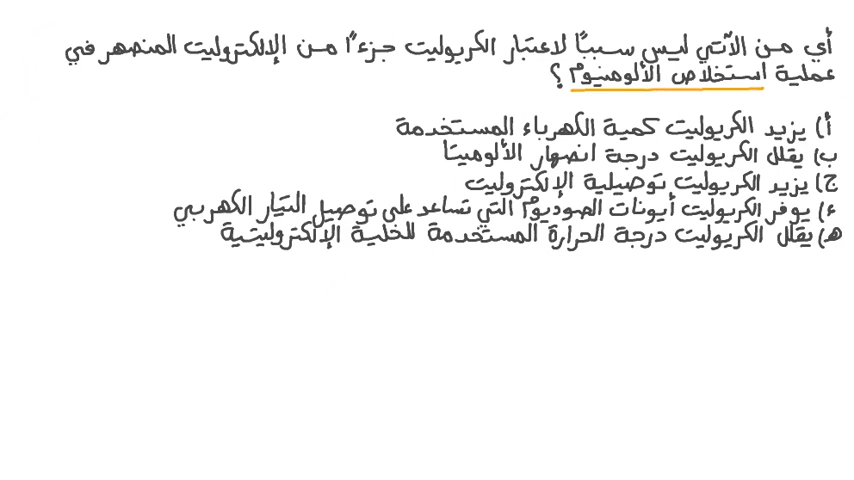 أي من الآتي ليس سببًا لاعتبار الكريوليت جزءًا من الإلكتروليت المنصهر في
عملية استخلاص الألومنيوم؟
أ) يزيد الكريوليت كمية الكهرباء المستخدمة
ب) يقلل الكريوليت درجة انصهار الألومينا
ج) يزيد الكريوليت توصيلية الإلكتروليت
ء) يوفر الكريوليت أيونات الصوديوم التي تساعد على توصيل التيار الكهربي
هـ) يقلل الكريوليت درجة الحرارة المستخدمة للخلية الإلكتروليتية